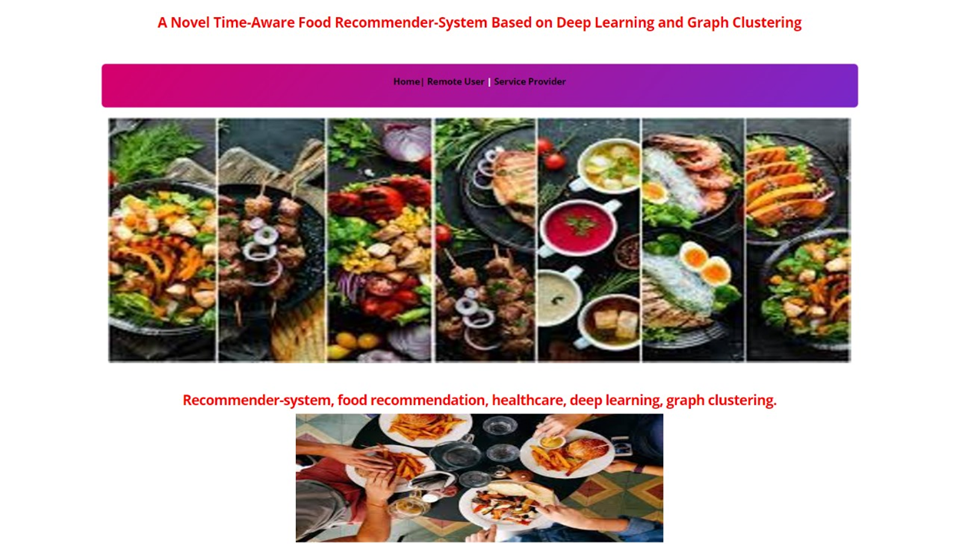 A Novel Time-Aware Food Recommender-System Based on Deep Learning and Graph Clustering
Home| Remote User | Service Provider
Recommender-system, food recommendation, healthcare, deep learning, graph clustering.